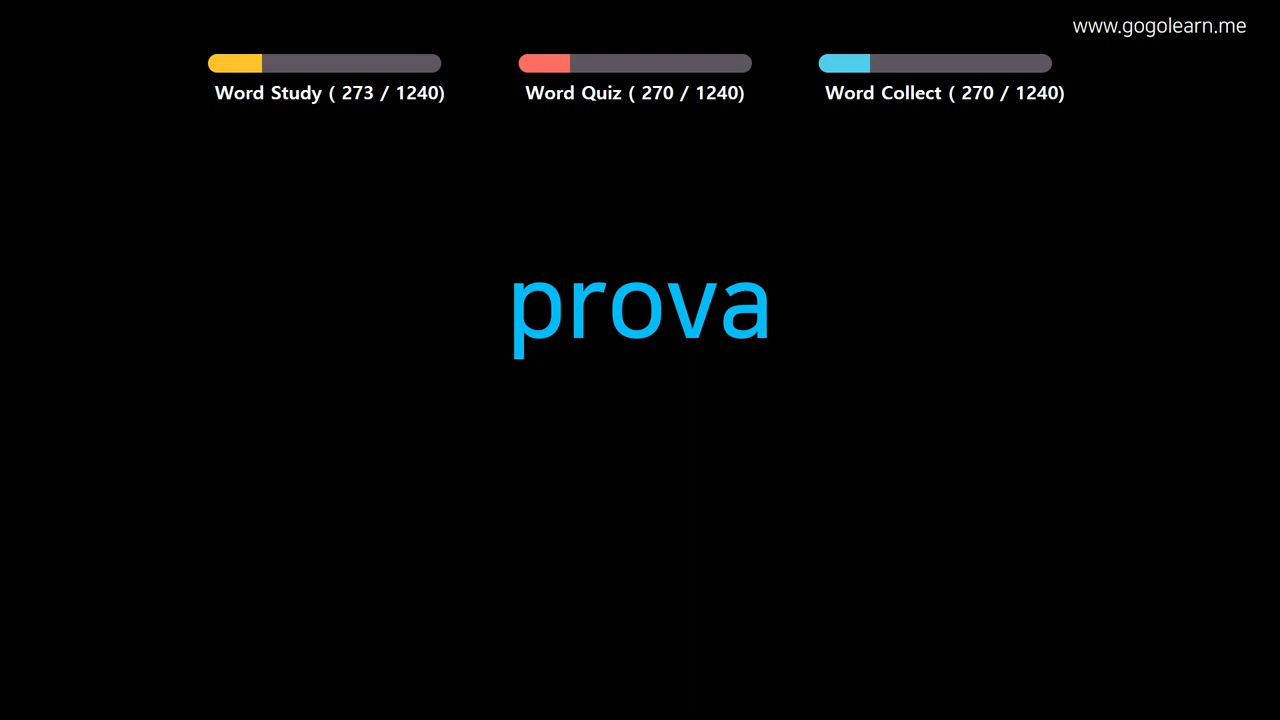 www.gogolearn.me
Word Study ( 273 / 1240)
Word Quiz ( 270 / 1240)
Word Collect ( 270 / 1240)
prova